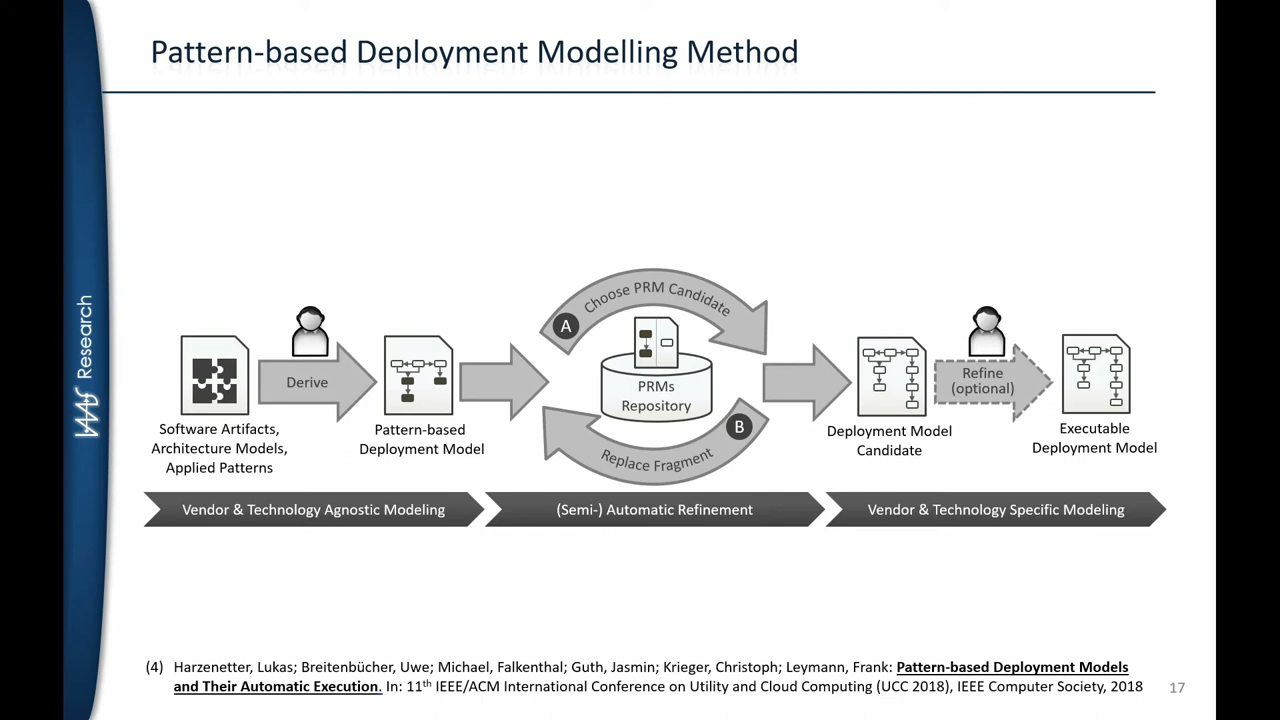 Pattern-based Deployment Modelling Method
IAAS Research
Choose PRM Candidate
A
Derive
PRMs
Repository
Refine
(optional)
B
Replace Fragment
Software Artifacts,
Architecture Models,
Applied Patterns
Pattern-based
Deployment Model
Deployment Model
Candidate
Executable
Deployment Model
Vendor & Technology Agnostic Modeling
(Semi-) Automatic Refinement
Vendor & Technology Specific Modeling
(4) Harzenetter, Lukas; Breitenbücher, Uwe; Michael, Falkenthal; Guth, Jasmin; Krieger, Christoph; Leymann, Frank: Pattern-based Deployment Models
and Their Automatic Execution. In: 11th IEEE/ACM International Conference on Utility and Cloud Computing (UCC 2018), IEEE Computer Society, 2018
17